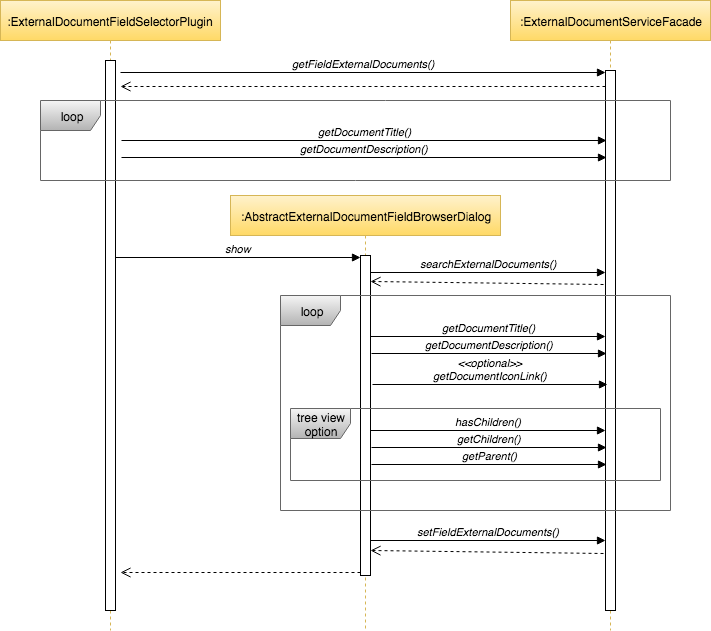 :ExternalDocumentFieldSelectorPlugin
:ExternalDocumentServiceFacade
getFieldExternalDocuments()
loop
getDocumentTitle()
getDocumentDescription()
:AbstractExternalDocumentFieldBrowserDialog
show
searchExternalDocuments()
loop
getDocumentTitle()
getDocumentDescription()
<<optional>>
getDocumentIconLink()
tree view
option
hasChildren()
getChildren()
getParent()
setFieldExternalDocuments()